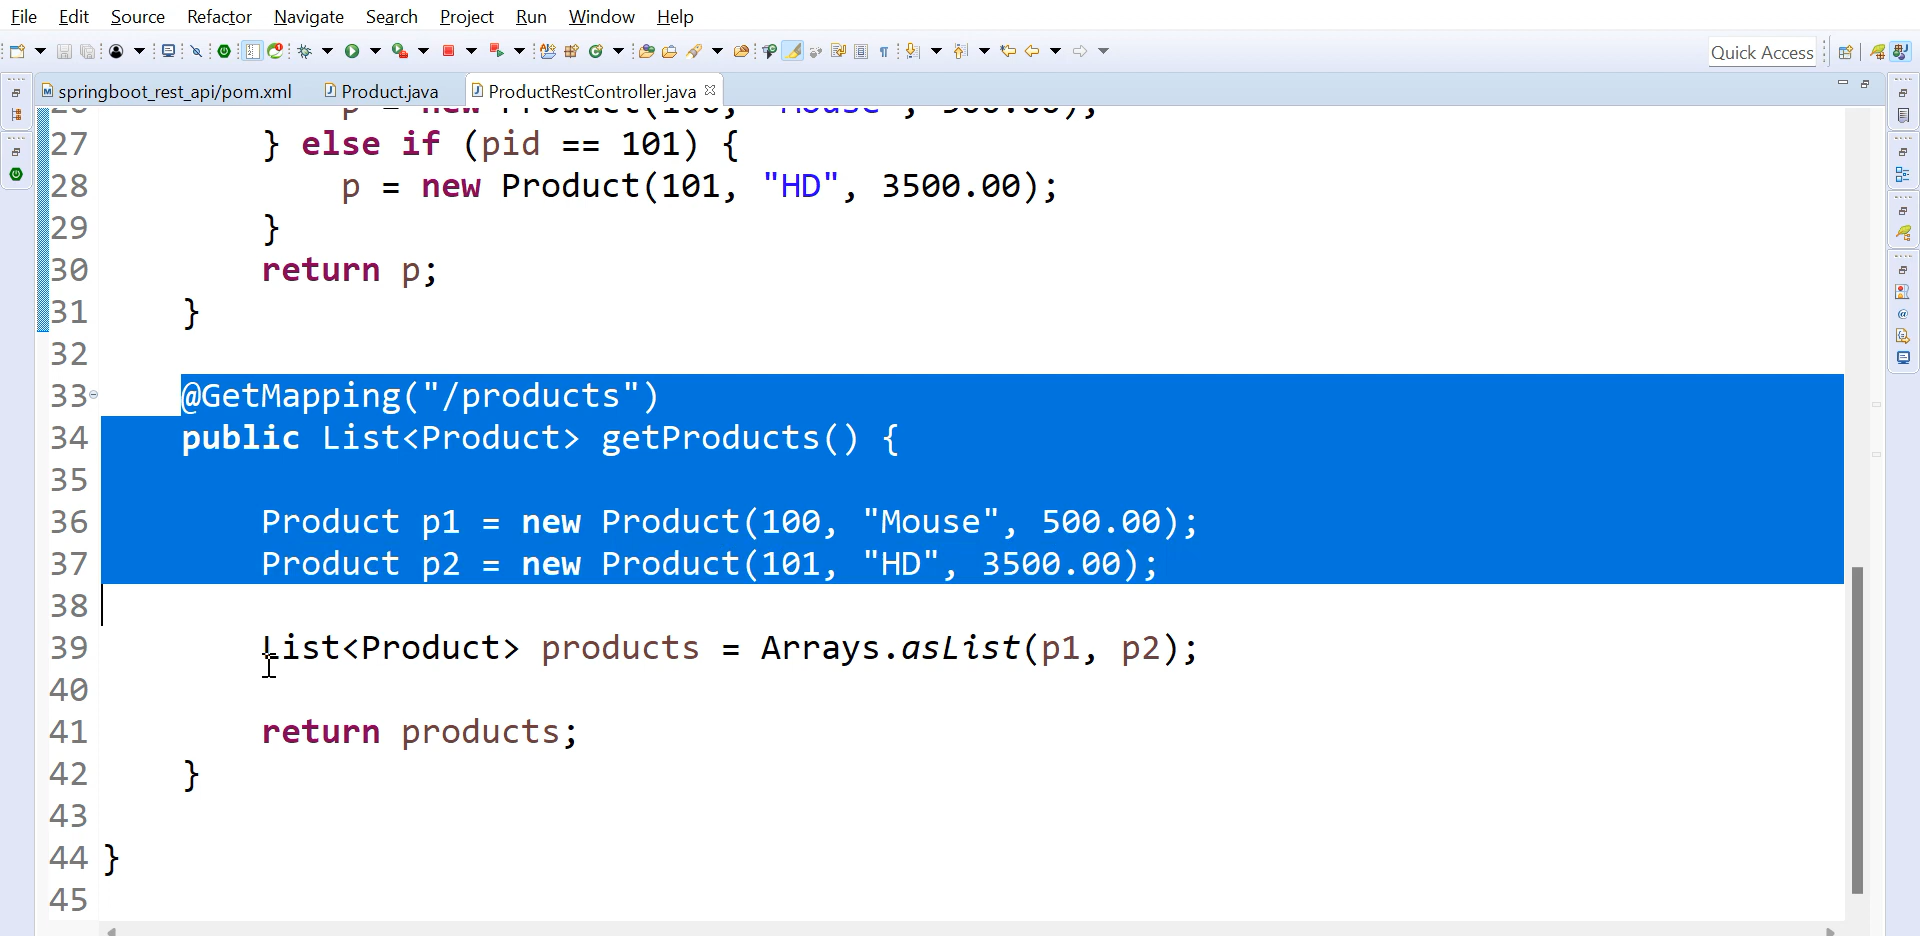 File Edit Source Refactor Navigate Search Project Run Window Help
Quick Access
springboot_rest_api/pom.xml Product.java ProductRestController.java
27 } else if (pid == 101) {
28 p = new Product(101, "HD", 3500.00);
29 }
30 return p;
31 }
32
33 @GetMapping("/products")
34 public List<Product> getProducts() {
35
36 Product p1 = new Product(100, "Mouse", 500.00);
37 Product p2 = new Product(101, "HD", 3500.00);
38
39 List<Product> products = Arrays.asList(p1, p2);
40
41 return products;
42 }
43
44 }
45